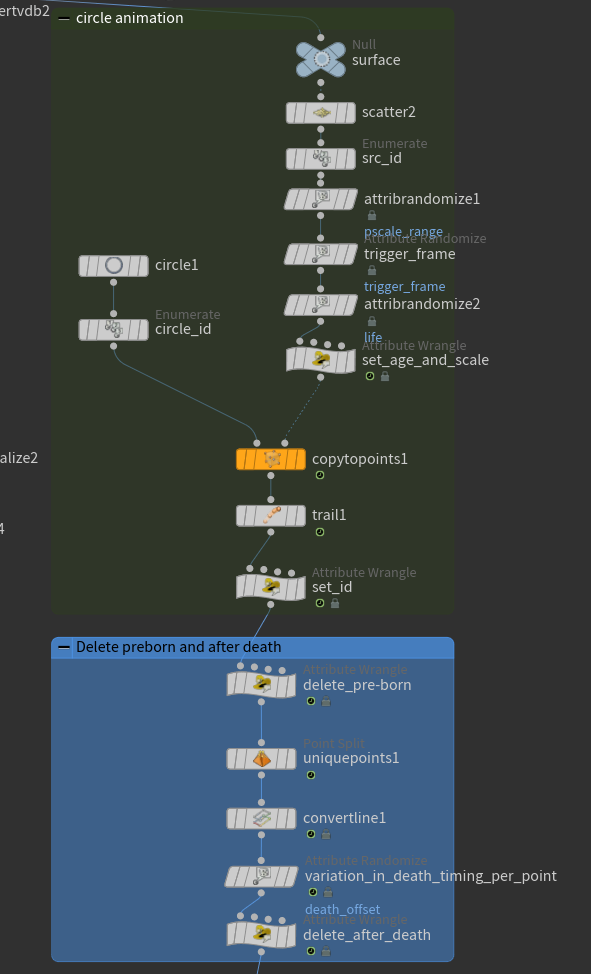 ertvdb2
circle animation
Null
surface
scatter2
Enumerate
src_id
attribrandomize1
pscale_range
Attribute Randomize
trigger_frame
circle1
trigger_frame
attribrandomize2
Enumerate
circle_id
life
Attribute Wrangle
set_age_and_scale
alize2
copytopoints1
trail1
4
Attribute Wrangle
set_id
Delete preborn and after death
Attribute Wrangle
delete_pre-born
Point Split
uniquepoints1
convertline1
Attribute Randomize
variation_in_death_timing_per_point
death_offset
Attribute Wrangle
delete_after_death